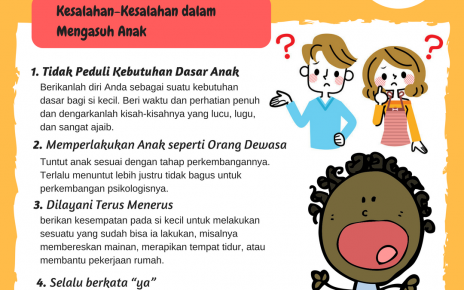 Kesalahan-Kesalahan dalam
Mengasuh Anak
1. Tidak Peduli Kebutuhan Dasar Anak
Berikanlah diri Anda sebagai suatu kebutuhan
dasar bagi si kecil. Beri waktu dan perhatian penuh
dan dengarkanlah kisah-kisahnya yang lucu, lugu,
dan sangat ajaib.
2. Memperlakukan Anak seperti Orang Dewasa
Tuntut anak sesuai dengan tahap perkembangannya.
Terlalu menuntut lebih justru tidak bagus untuk
perkembangan psikologisnya.
3. Dilayani Terus Menerus
berikan kesempatan pada si kecil untuk melakukan
sesuatu yang sudah bisa ia lakukan, misalnya
membereskan mainan, merapikan tempat tidur, atau
membantu pekerjaan rumah.
4. Selalu berkata “ya”
? ?